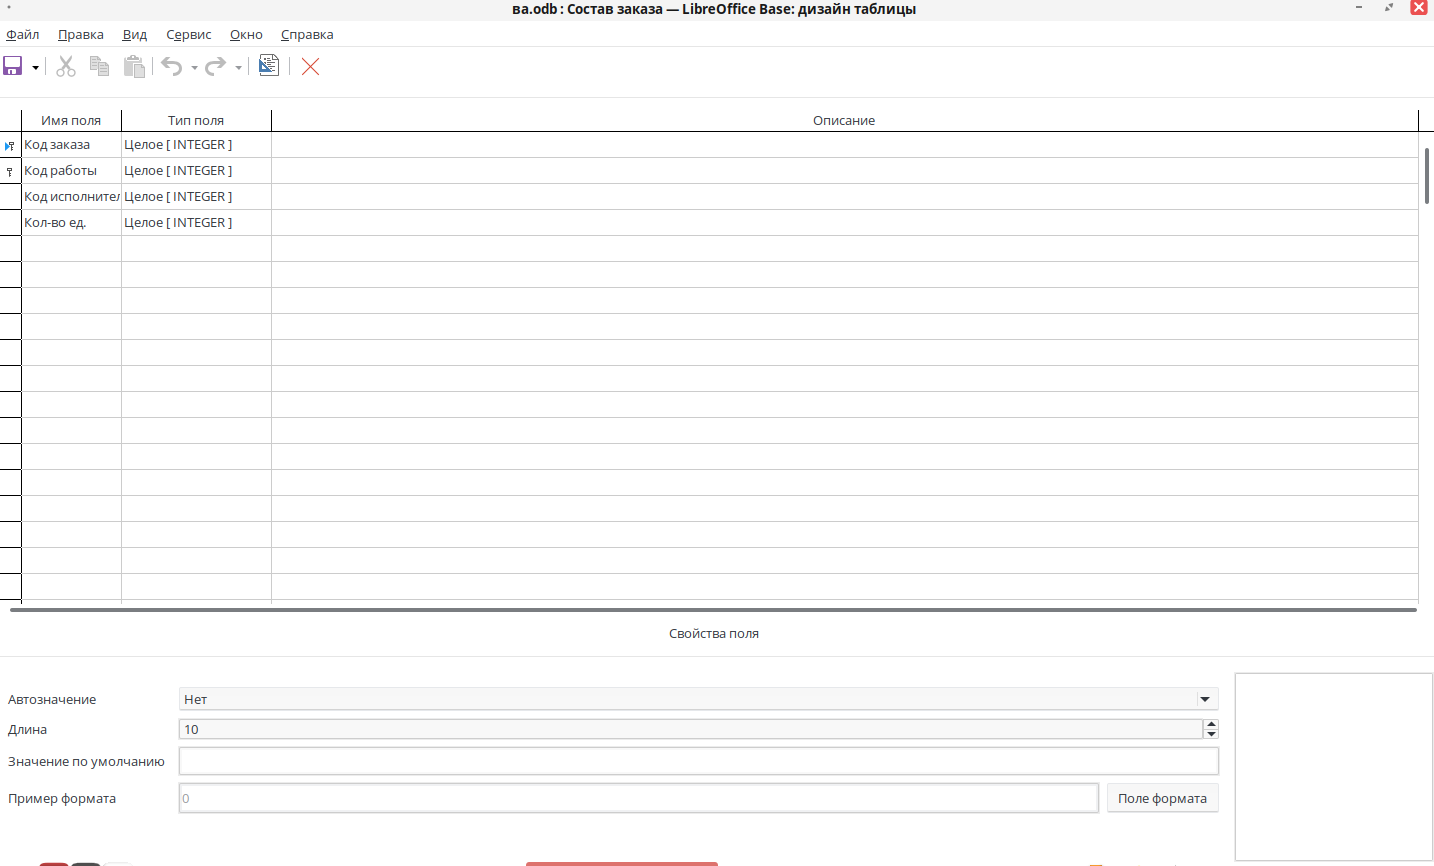 ва.odb : Состав заказа — LibreOffice Base: дизайн таблицы
Файл Правка Вид Сервис Окно Справка
Имя поля Тип поля Описание
Код заказа Целое [ INTEGER ]
Код работы Целое [ INTEGER ]
Код исполнител Целое [ INTEGER ]
Кол-во ед. Целое [ INTEGER ]
Свойства поля
Автозначение Нет
Длина 10
Значение по умолчанию
Пример формата 0 Поле формата